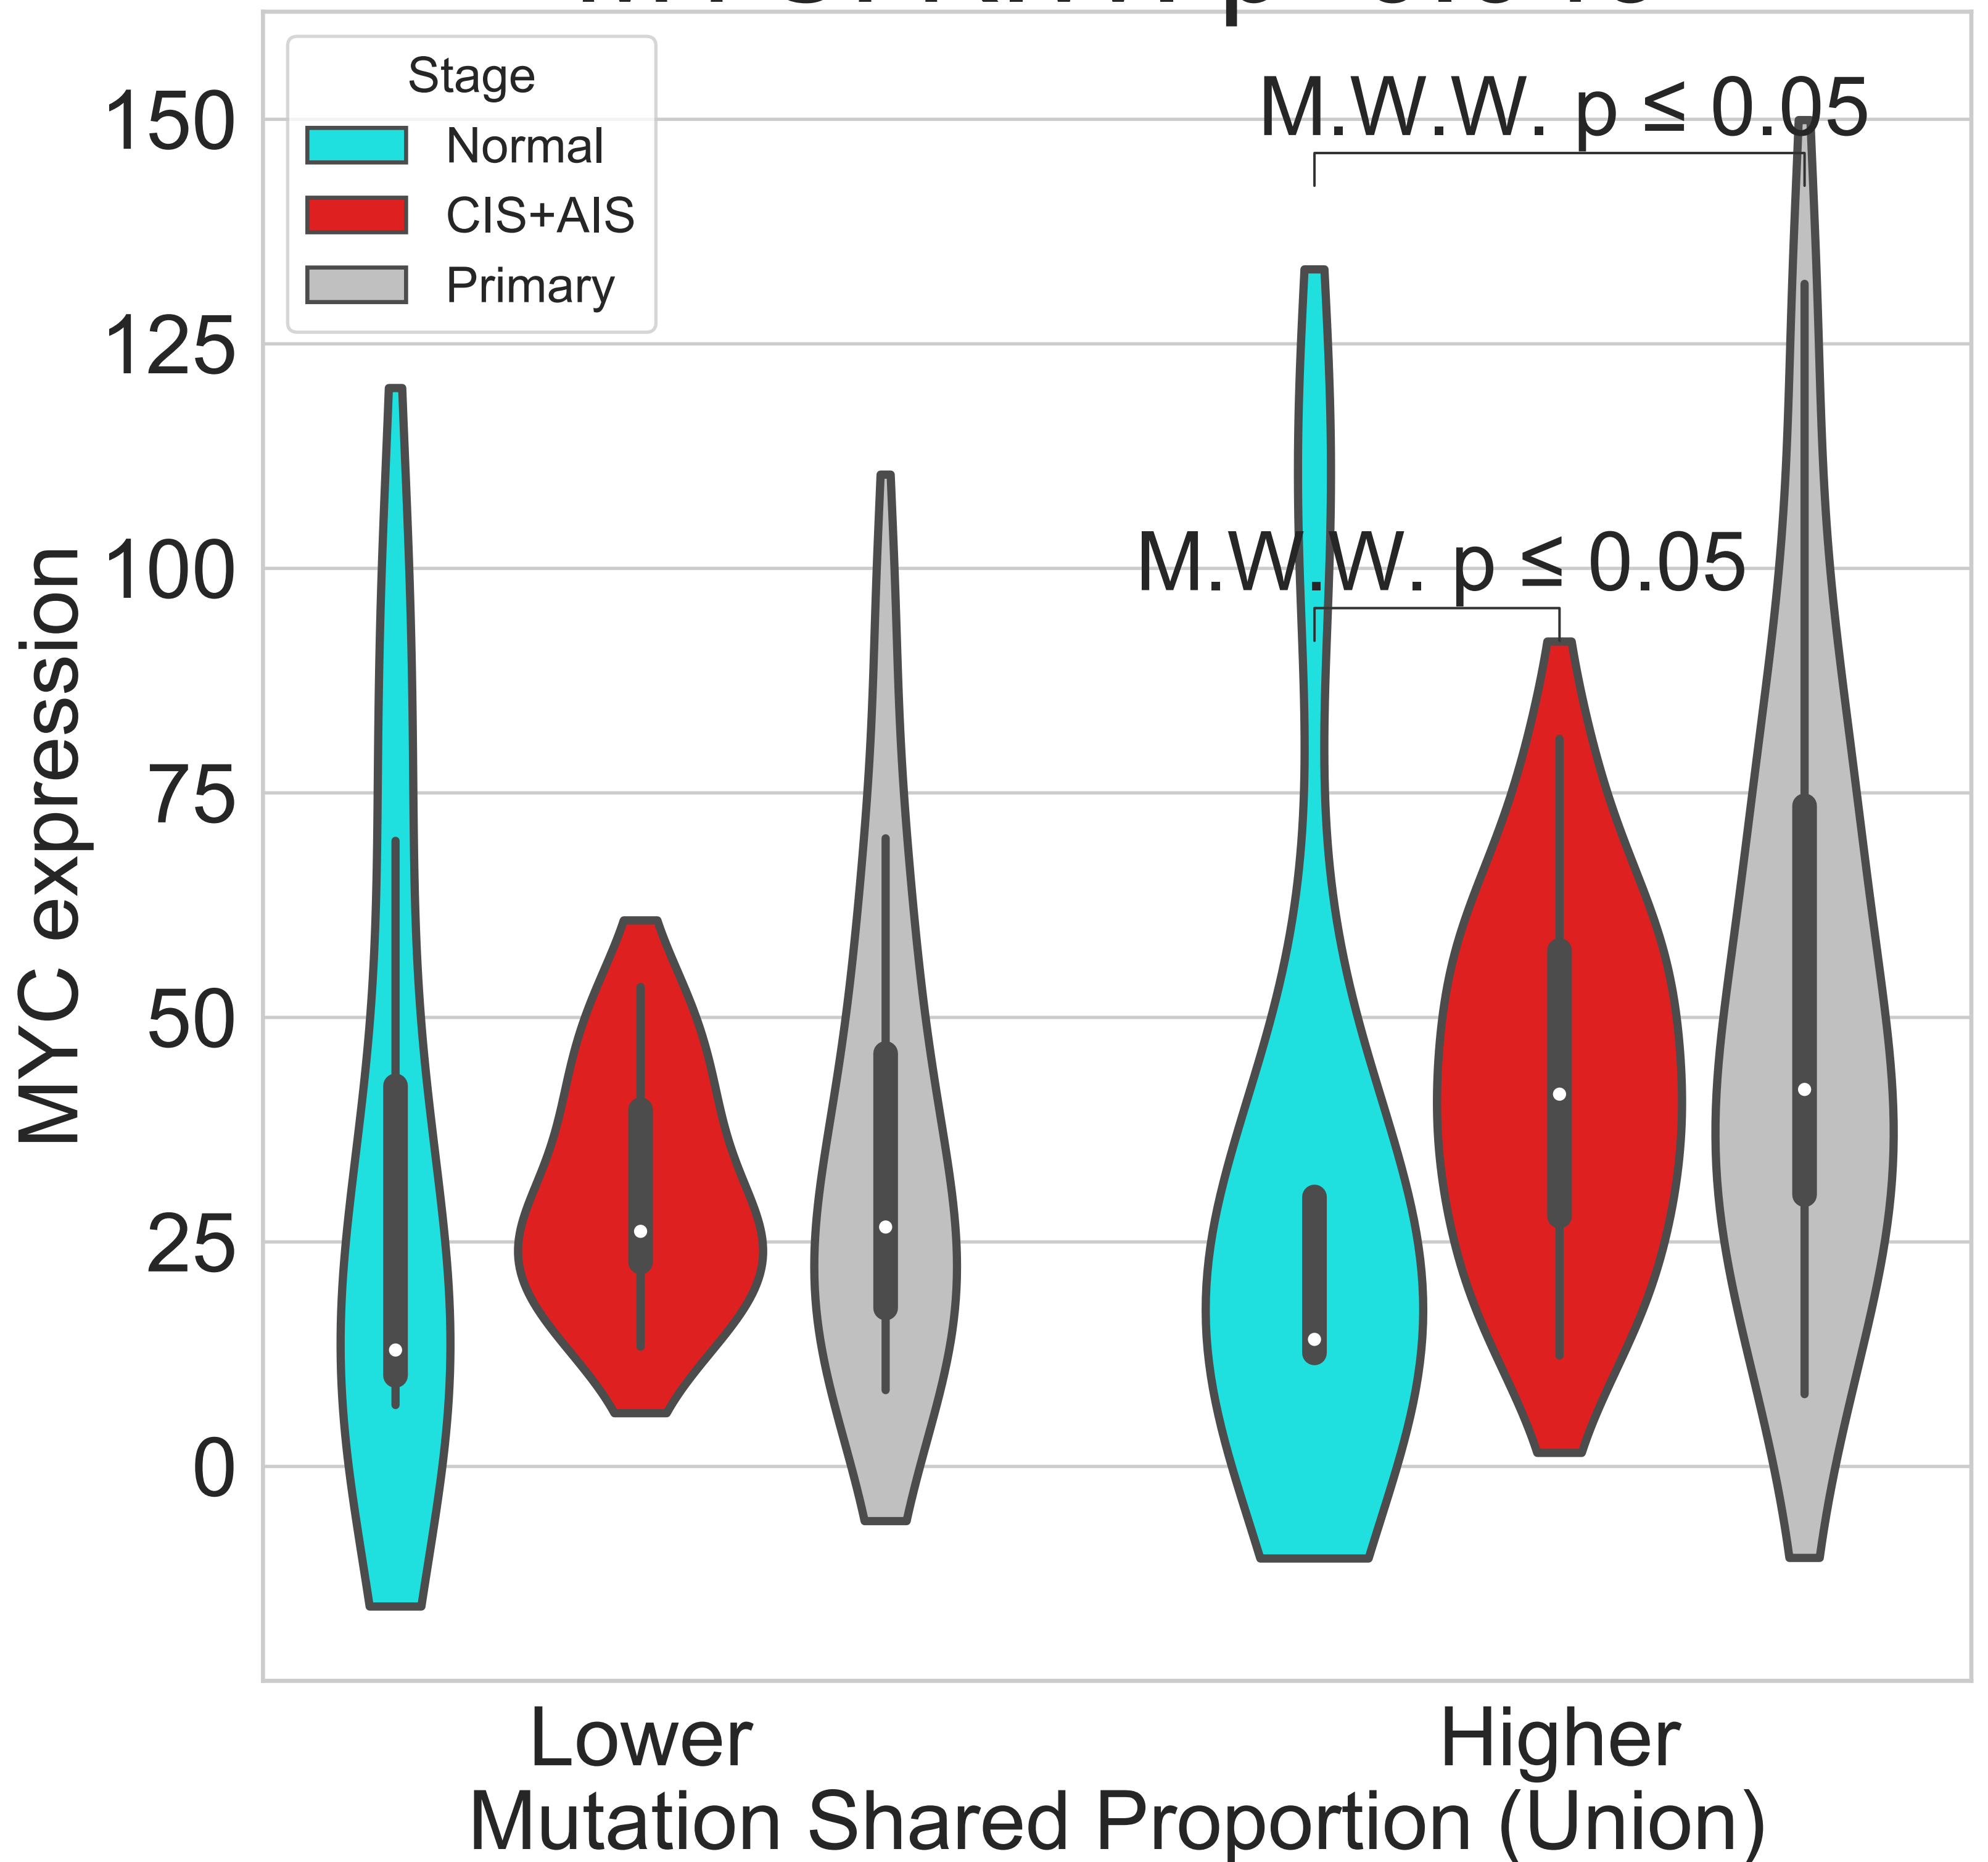 Stage
Normal
CIS+AIS
Primary
M.W.W. p ≤ 0.05
M.W.W. p ≤ 0.05
150
125
100
75
50
25
0
MYC expression
Lower
Higher
Mutation Shared Proportion (Union)